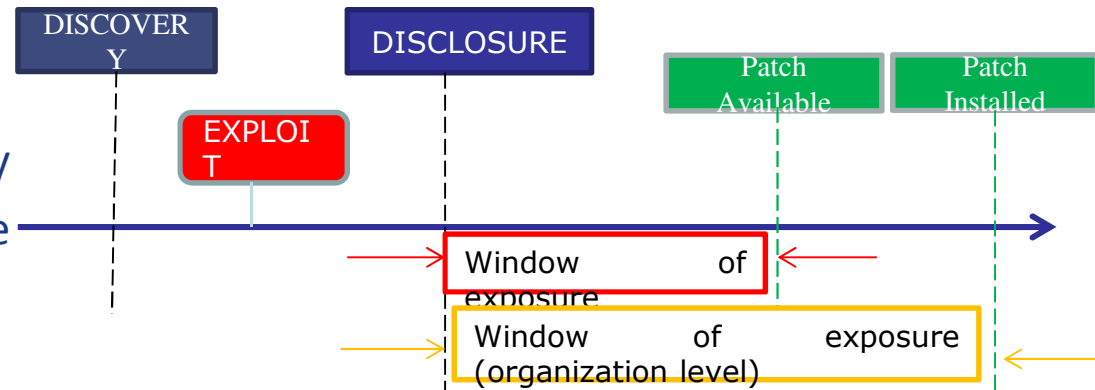 DISCOVER
Y
DISCLOSURE
Patch
Available
Patch
Installed
EXPLOI
T
y
e
Window of
exposure
Window of exposure
(organization level)